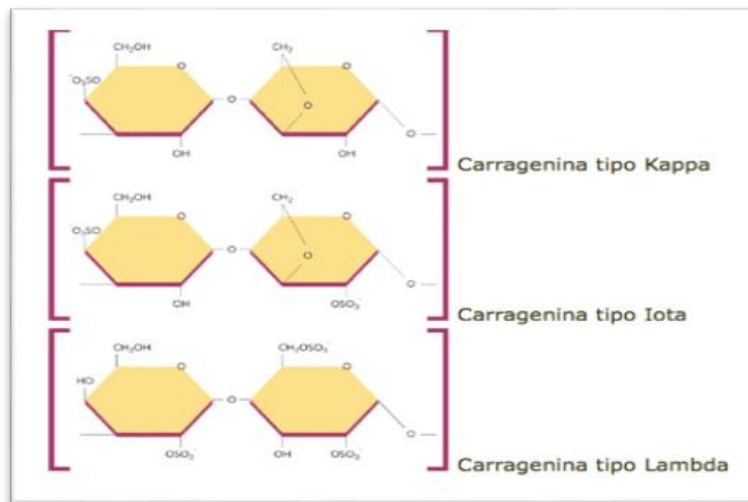 CH₂OH O CH₂ O
⁻O₃SO O O
OH OH O
Carragenina tipo Kappa
CH₂OH O CH₂ O
O₃SO O O
OH OSO₃⁻ O
Carragenina tipo Iota
CH₂OH O CH₂OSO₃⁻ O
HO O
OSO₃⁻ OH OSO₃⁻ O
Carragenina tipo Lambda